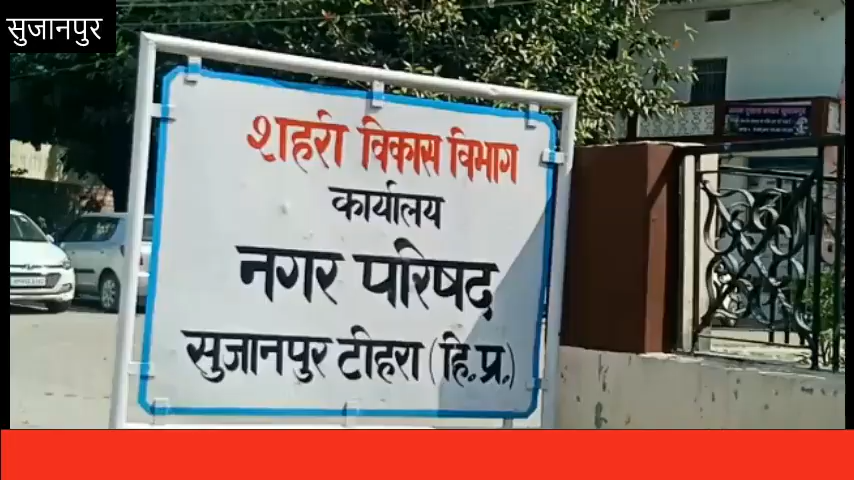 सुजानपुर
शहरी विकास विभाग
कार्यालय
नगर परिषद
सुजानपुर टीहरा (हि.प्र.)